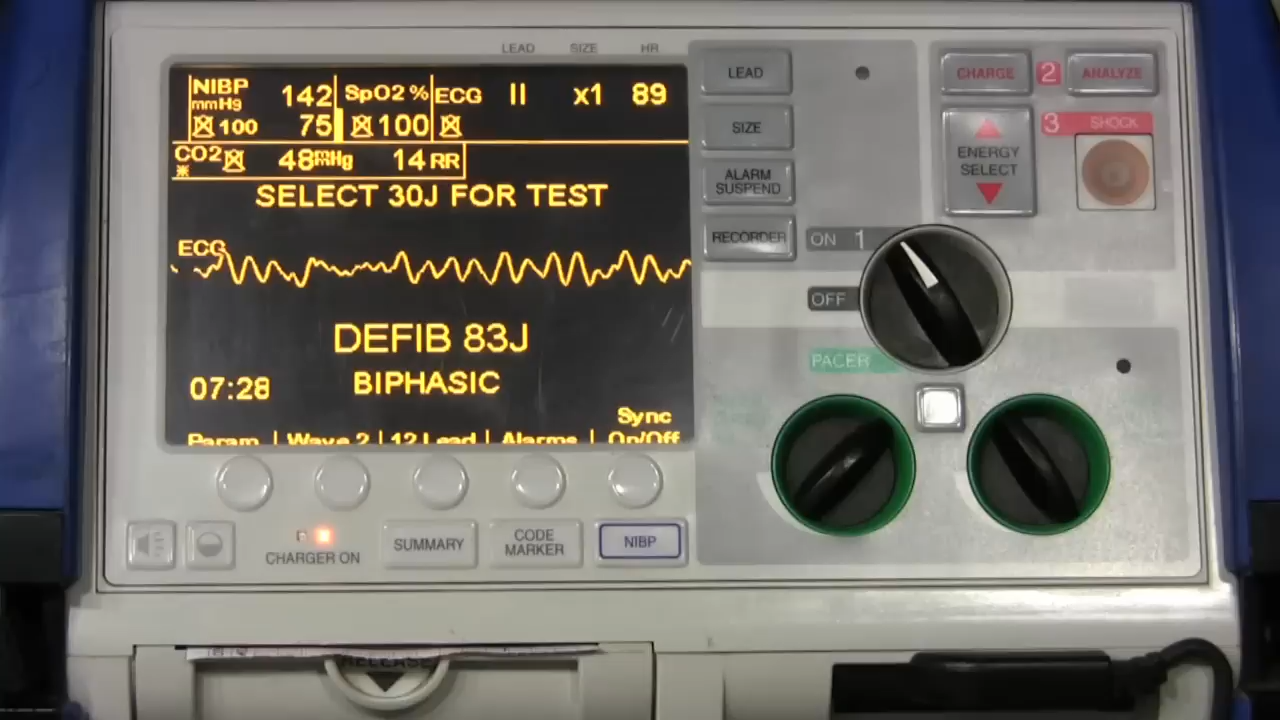 LEAD SIZE HR
NIBP
mmHg
142
75
100
SpO2 %
100
ECG II x1 89
CO2
*
48 mmHg 14 RR
SELECT 30J FOR TEST
ECG
DEFIB 83J
07:28
BIPHASIC
Param | Wave 2 | 12 Lead | Alarms | Sync On/Off
CHARGER ON
SUMMARY
CODE
MARKER
NIBP
LEAD
SIZE
ALARM
SUSPEND
RECORDER
CHARGE
2
ANALYZE
3 SHOCK
ENERGY
SELECT
ON 1
OFF
PACER
RELEASE